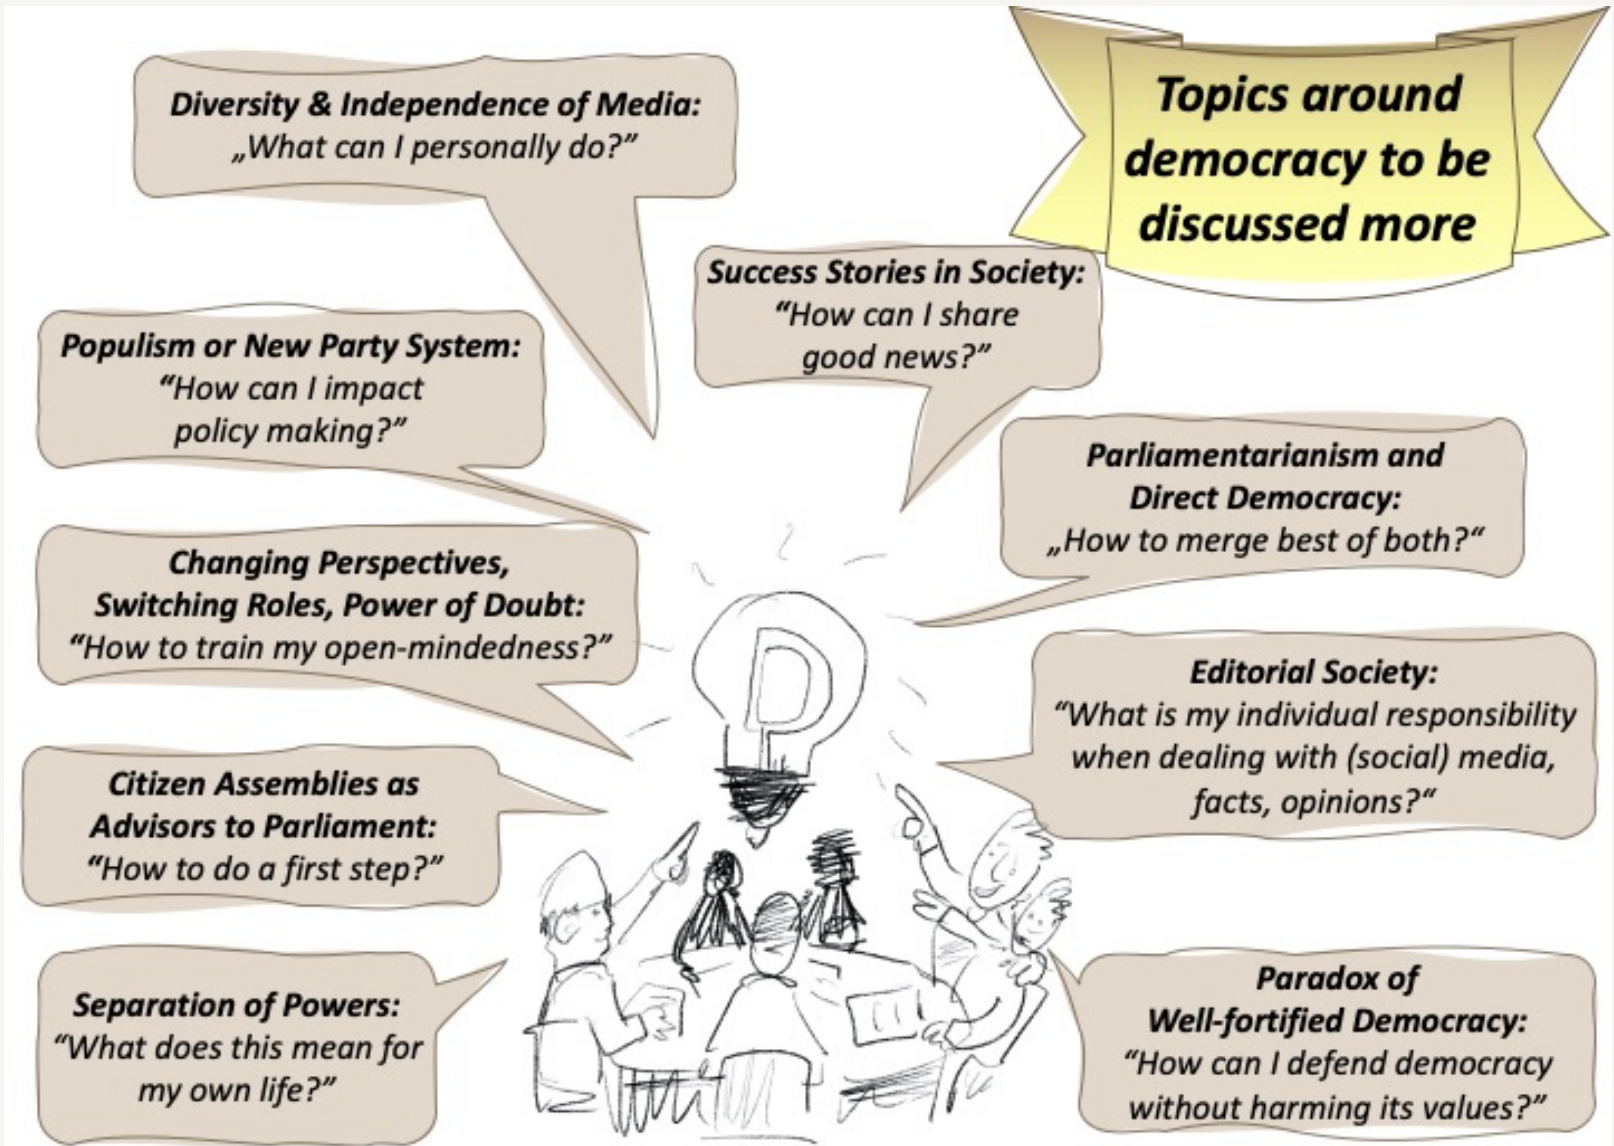 Topics around
democracy to be
discussed more
Diversity & Independence of Media:
„What can I personally do?”
Success Stories in Society:
“How can I share
good news?”
Populism or New Party System:
“How can I impact
policy making?”
Parliamentarianism and
Direct Democracy:
„How to merge best of both?“
Changing Perspectives,
Switching Roles, Power of Doubt:
“How to train my open-mindedness?”
Editorial Society:
“What is my individual responsibility
when dealing with (social) media,
facts, opinions?“
Citizen Assemblies as
Advisors to Parliament:
“How to do a first step?”
Separation of Powers:
“What does this mean for
my own life?”
Paradox of
Well-fortified Democracy:
“How can I defend democracy
without harming its values?”
D